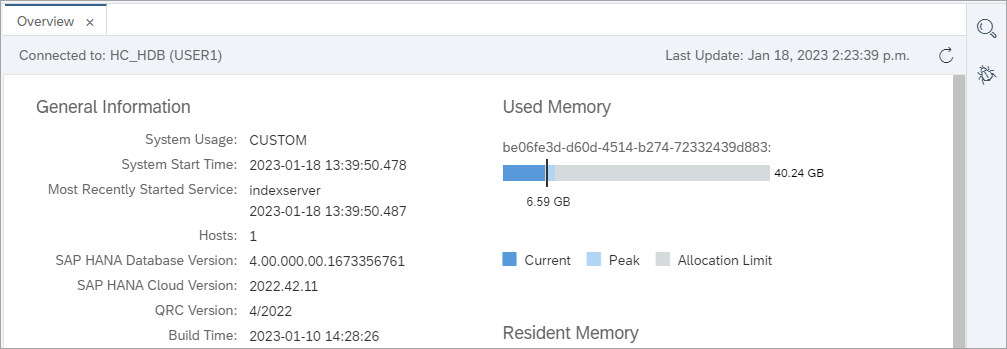 Overview ×
Connected to: HC_HDB (USER1)
Last Update: Jan 18, 2023 2:23:39 p.m.
General Information
System Usage: CUSTOM
System Start Time: 2023-01-18 13:39:50.478
Most Recently Started Service: indexserver
2023-01-18 13:39:50.487
Hosts: 1
SAP HANA Database Version: 4.00.000.00.1673356761
SAP HANA Cloud Version: 2022.42.11
QRC Version: 4/2022
Build Time: 2023-01-10 14:28:26
Used Memory
be06fe3d-d60d-4514-b274-72332439d883:
40.24 GB
6.59 GB
Current Peak Allocation Limit
Resident Memory